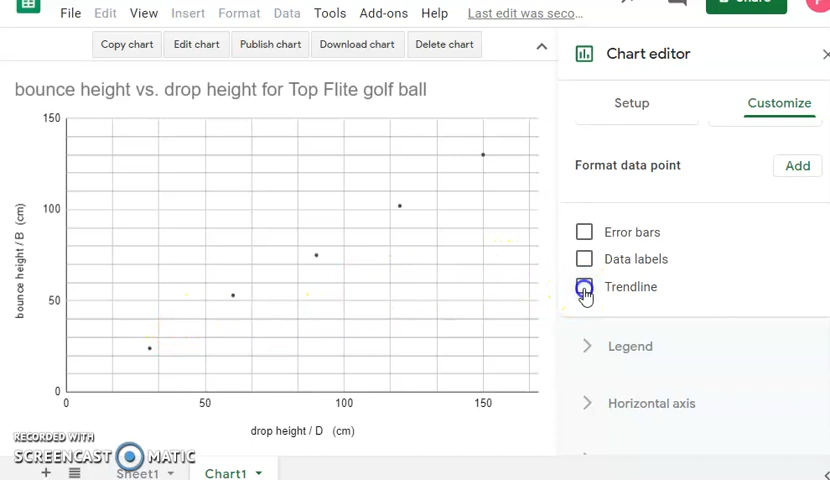 File Edit View Insert Format Data Tools Add-ons Help Last edit was seco...
Copy chart Edit chart Publish chart Download chart Delete chart
Chart editor
Setup Customize
bounce height vs. drop height for Top Flite golf ball
150
100
50
0
bounce height / B (cm)
0 50 100 150
drop height / D (cm)
Format data point Add
Error bars
Data labels
Trendline
Legend
Horizontal axis
RECORDED WITH
SCREENCAST MATIC
Sheet1 Chart1